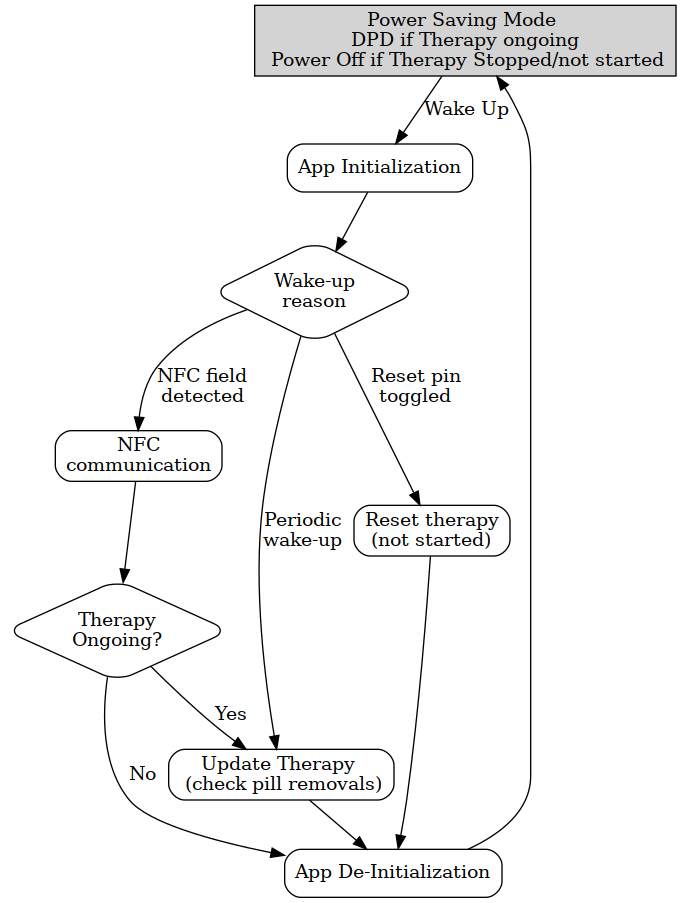 Power Saving Mode
DPD if Therapy ongoing
Power Off if Therapy Stopped/not started
Wake Up
App Initialization
Wake-up
reason
NFC field
detected
Reset pin
toggled
NFC
communication
Periodic
wake-up
Reset therapy
(not started)
Therapy
Ongoing?
Yes
No
Update Therapy
(check pill removals)
App De-Initialization